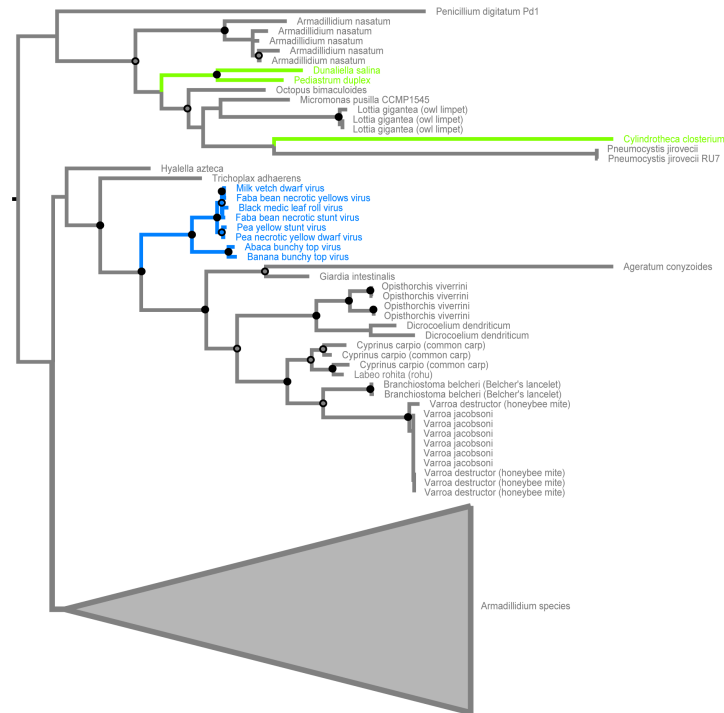 Penicillium digitatum Pd1
Armadillidium nasatum
Armadillidium nasatum
Armadillidium nasatum
Armadillidium nasatum
Armadillidium nasatum
Dunaliella salina
Pediastrum duplex
Octopus bimaculoides
Micromonas pusilla CCMP1545
Lottia gigantea (owl limpet)
Lottia gigantea (owl limpet)
Lottia gigantea (owl limpet)
Cylindrotheca closterium
Pneumocystis jirovecii
Pneumocystis jirovecii RU7
Hyalella azteca
Trichoplax adhaerens
Milk vetch dwarf virus
Faba bean necrotic yellows virus
Black medic leaf roll virus
Faba bean necrotic stunt virus
Pea yellow stunt virus
Pea necrotic yellow dwarf virus
Abaca bunchy top virus
Banana bunchy top virus
Ageratum conyzoides
Giardia intestinalis
Opisthorchis viverrini
Opisthorchis viverrini
Opisthorchis viverrini
Opisthorchis viverrini
Dicrocoelium dendriticum
Dicrocoelium dendriticum
Cyprinus carpio (common carp)
Cyprinus carpio (common carp)
Cyprinus carpio (common carp)
Labeo rohita (rohu)
Branchiostoma belcheri (Belcher's lancelet)
Branchiostoma belcheri (Belcher's lancelet)
Varroa destructor (honeybee mite)
Varroa jacobsoni
Varroa jacobsoni
Varroa jacobsoni
Varroa jacobsoni
Varroa jacobsoni
Varroa jacobsoni
Varroa destructor (honeybee mite)
Varroa destructor (honeybee mite)
Varroa destructor (honeybee mite)
Armadillidium species